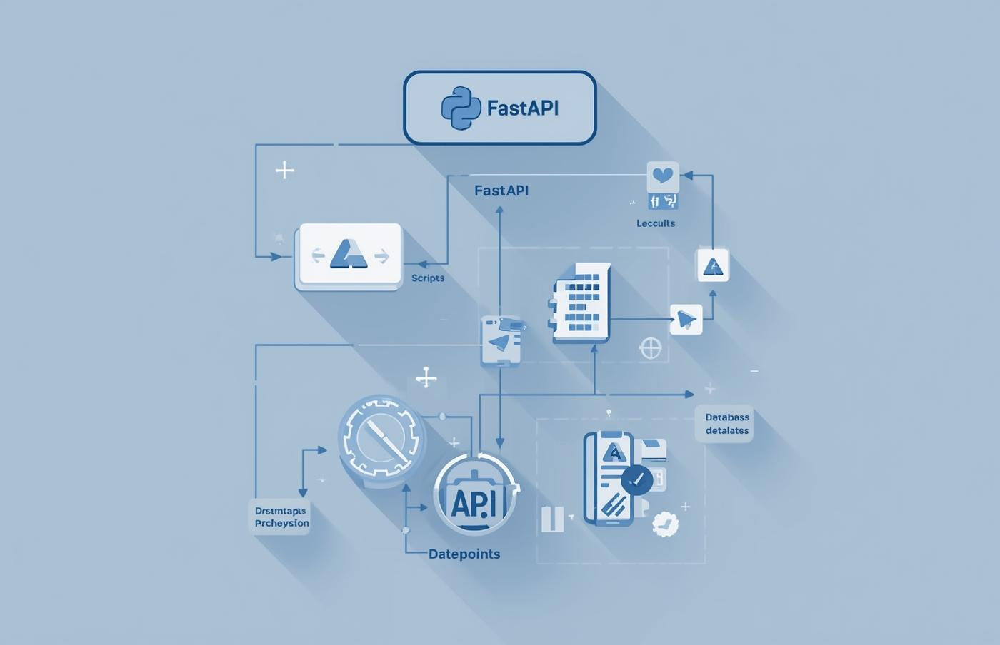 FastAPI
FastAPI
Leccults
Scripts
Databass
detalates
API
Drstmtapts
Prcheysion
Datepoints